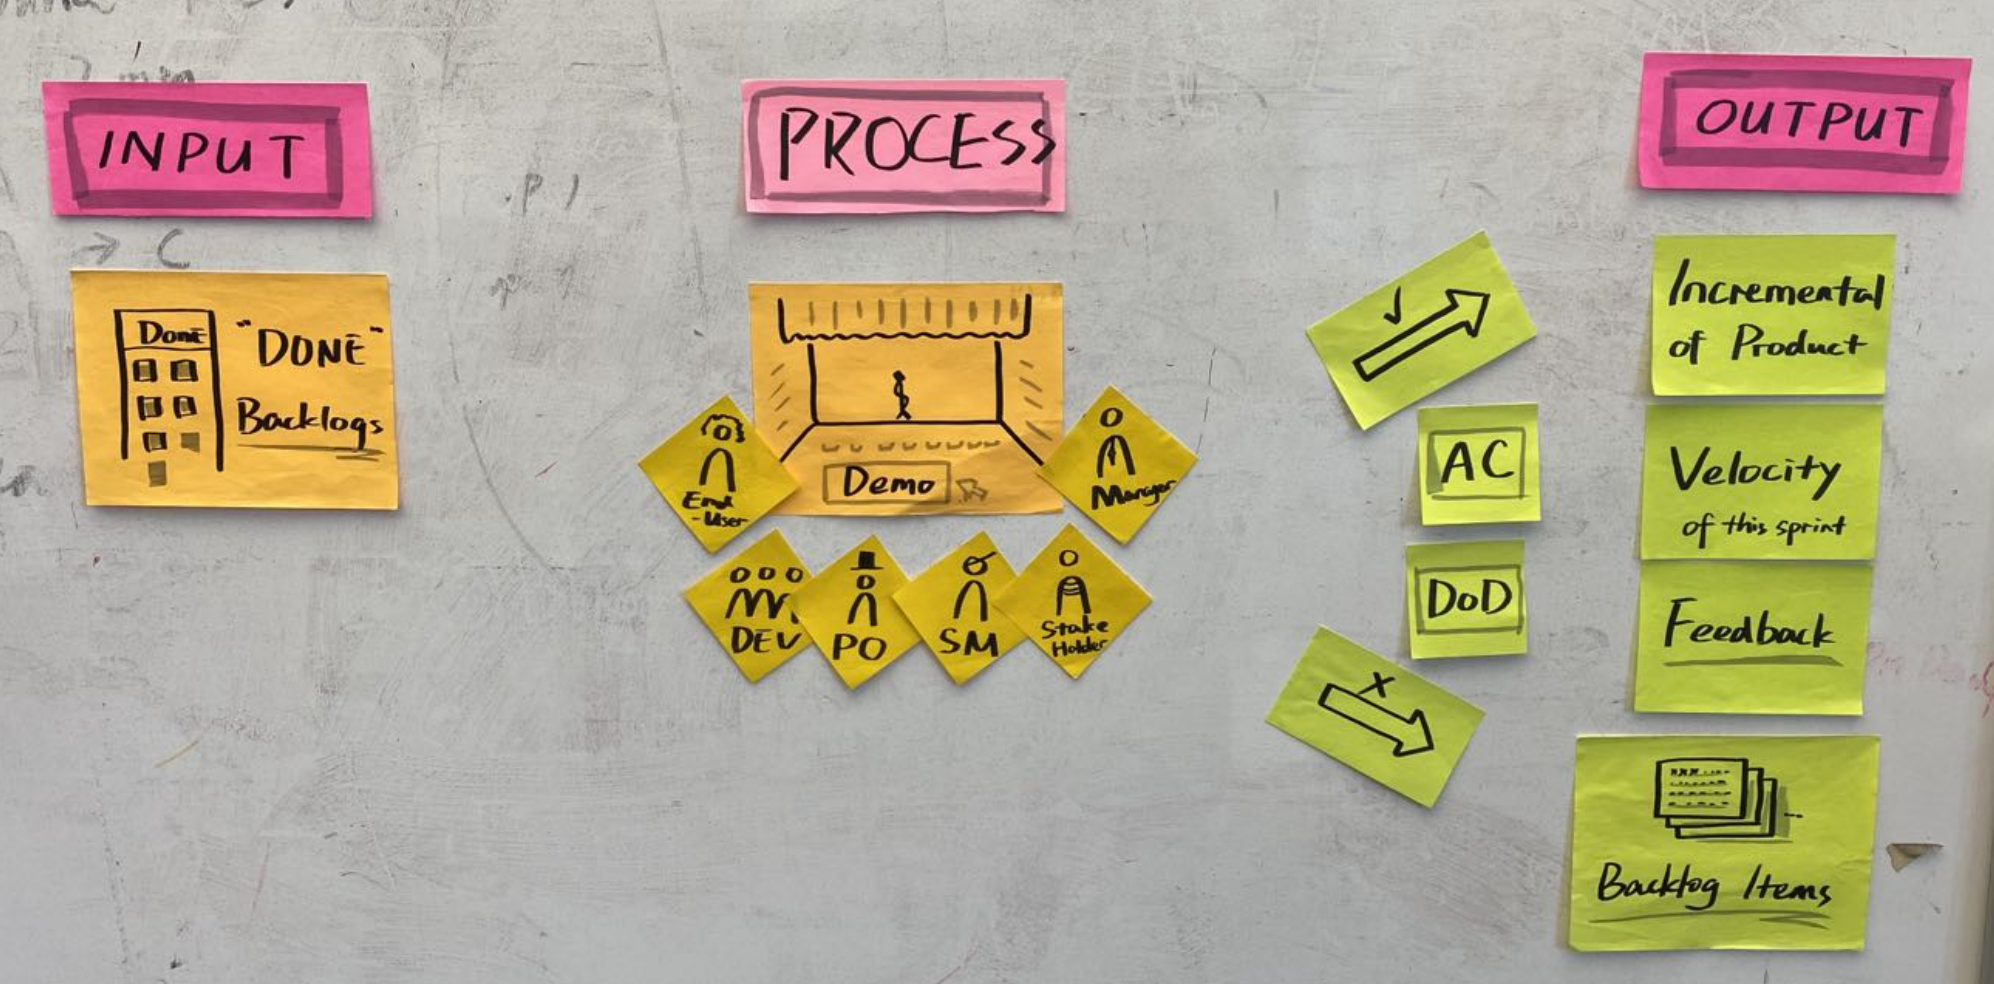 INPUT
Done
"DONE"
Backlogs
PROCESS
Demo
End
-User
Manager
DEV
PO
SM
Stake
Holder
AC
DoD
OUTPUT
Incremental
of Product
Velocity
of this sprint
Feedback
Backlog Items